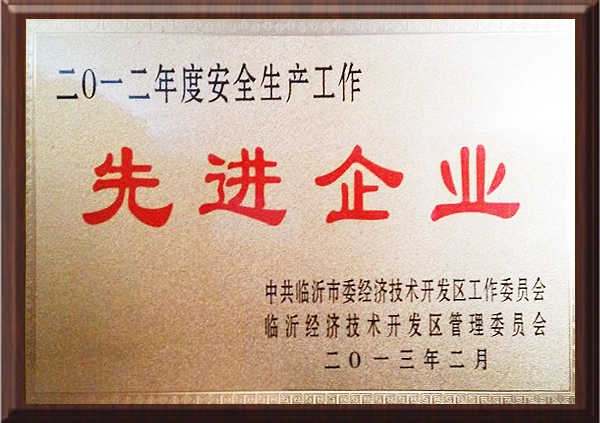 二〇一二年度安全生产工作
先进企业
中共临沂市委经济技术开发区工作委员会
临沂经济技术开发区管理委员会
二〇一三年二月